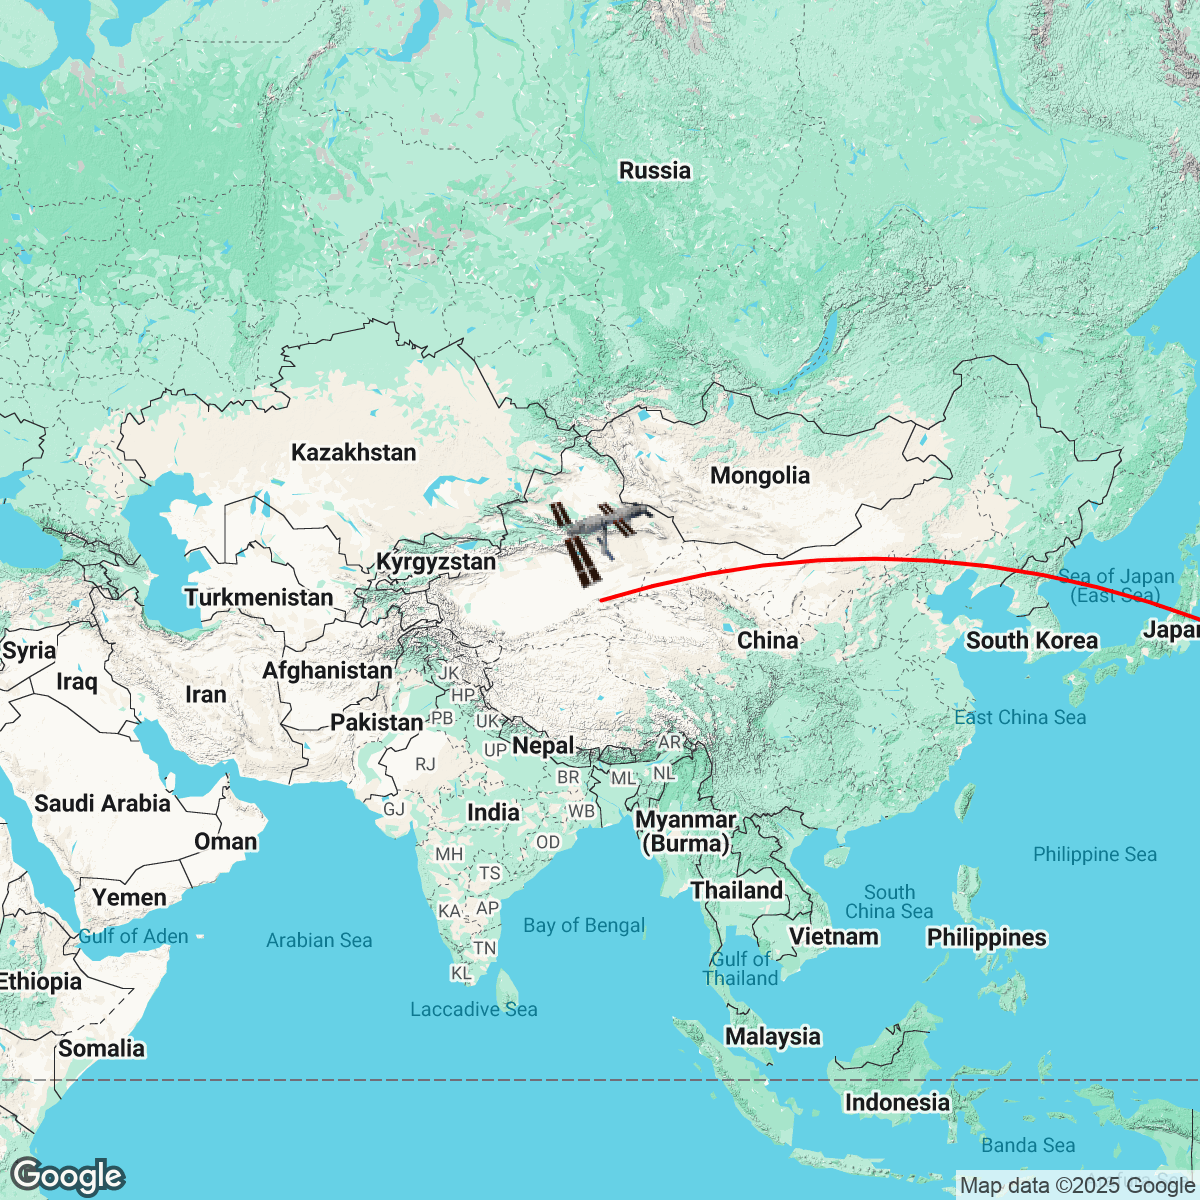 Russia
Kazakhstan
Mongolia
Kyrgyzstan
Turkmenistan
Sea of Japan
(East Sea)
Japan
China
South Korea
Syria
Afghanistan
JK
Iraq
Iran
HP
Pakistan
PB
UK
East China Sea
AR
UP
Nepal
RJ
BR
ML
NL
Saudi Arabia
GJ
India
WB
Myanmar
(Burma)
Oman
OD
MH
Philippine Sea
TS
Yemen
Thailand
South
China Sea
KA
AP
Bay of Bengal
Gulf of Aden
Arabian Sea
Vietnam
Philippines
TN
Gulf of
Thailand
KL
Ethiopia
Laccadive Sea
Malaysia
Somalia
Indonesia
Banda Sea
Google
Map data ©2025 Google